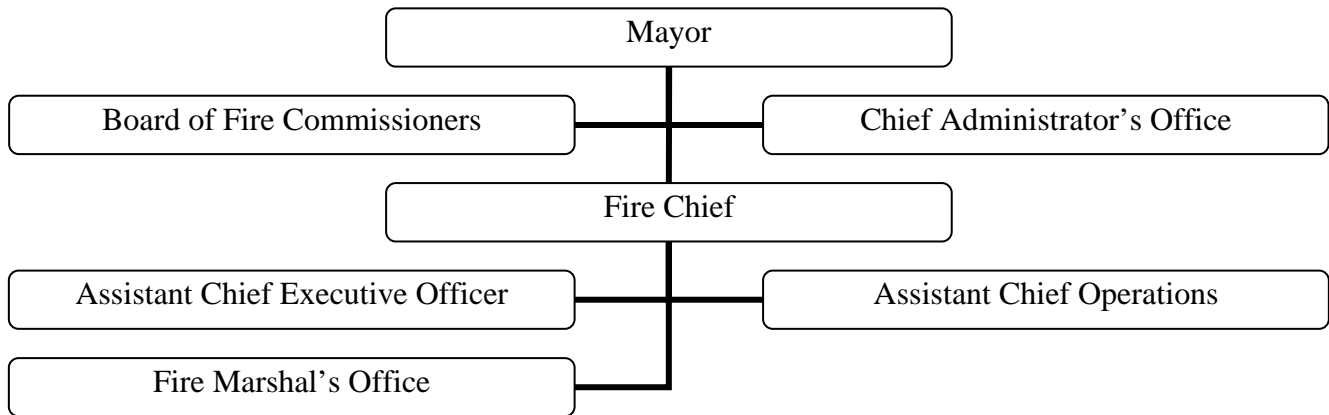 Mayor
Board of Fire Commissioners
Chief Administrator’s Office
Fire Chief
Assistant Chief Executive Officer
Assistant Chief Operations
Fire Marshal’s Office